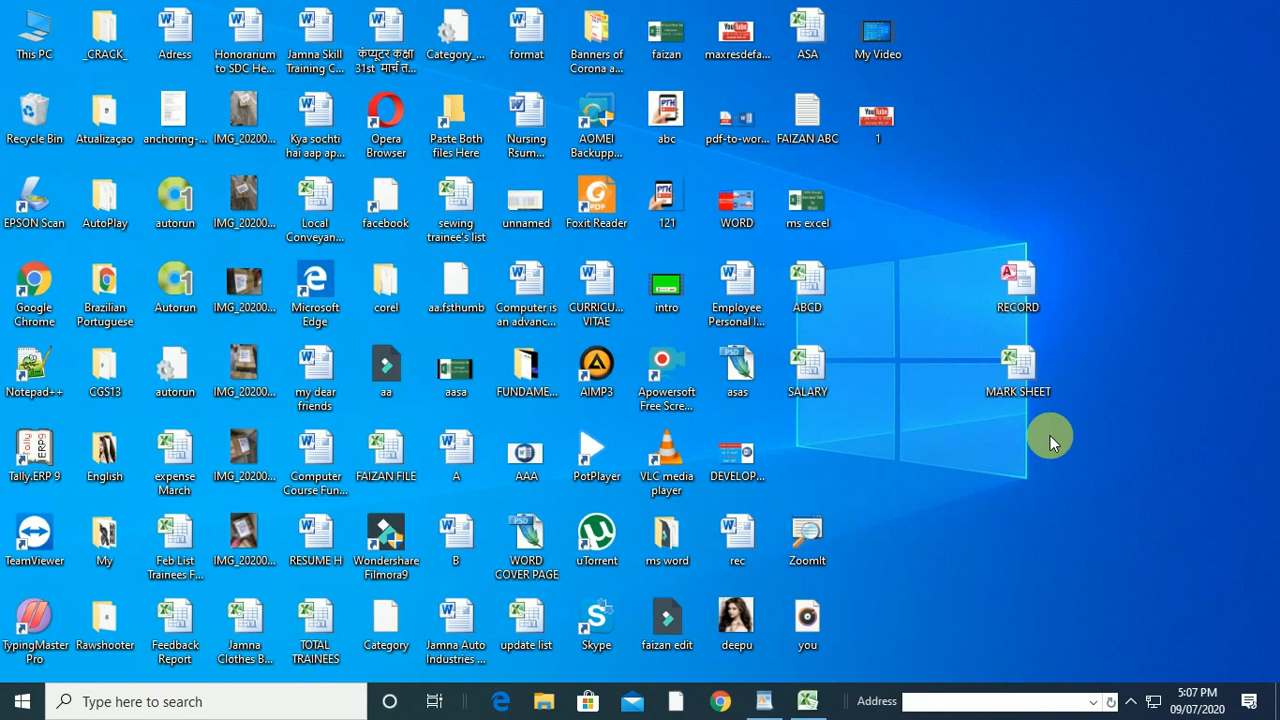 This PC
_CRACK_
Adress
Honorarium
to SDC He...
Jamna Skill
Training C...
कंप्यूटर कक्षा
31st मार्च त...
Category_...
format
Banners of
Corona a...
faizan
maxresdefa...
ASA
My Video
Recycle Bin
Atualizaçao
anchoring-...
IMG_20200...
Kya sochti
hai aap ap...
Opera
Browser
Paste Both
files Here
Nursing
Rsum...
AOMEI
Backupp...
abc
pdf-to-wor...
FAIZAN ABC
1
EPSON Scan
AutoPlay
autorun
IMG_20200...
Local
Conveyan...
facebook
sewing
trainee's list
unnamed
Foxit Reader
121
WORD
ms excel
Google
Chrome
Brazilian
Portuguese
Autorun
IMG_20200...
Microsoft
Edge
corel
aa.fsthumb
Computer is
an advanc...
CURRICU...
VITAE
intro
Employee
Personal I...
ABCD
RECORD
Notepad++
CGS13
autorun
IMG_20200...
my dear
friends
aa
aasa
FUNDAME...
AIMP3
Apowersoft
Free Scre...
asas
SALARY
MARK SHEET
Tally.ERP 9
English
expense
March
IMG_20200...
Computer
Course Fun...
FAIZAN FILE
A
AAA
PotPlayer
VLC media
player
DEVELOP...
TeamViewer
My
Feb List
Trainees F...
IMG_20200...
RESUME H
Wondershare
Filmora9
B
WORD
COVER PAGE
uTorrent
ms word
rec
ZoomIt
TypingMaster
Pro
Rawshooter
Feedback
Report
Jamna
Clothes B...
TOTAL
TRAINEES
Category
Jamna Auto
Industries ...
update list
Skype
faizan edit
deepu
you
Type here to search
Address
5:07 PM
09/07/2020